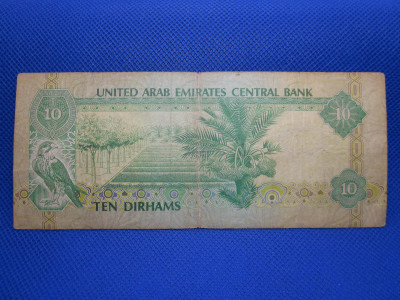 UNITED ARAB EMIRATES CENTRAL BANK
10
10
10
TEN DIRHAMS